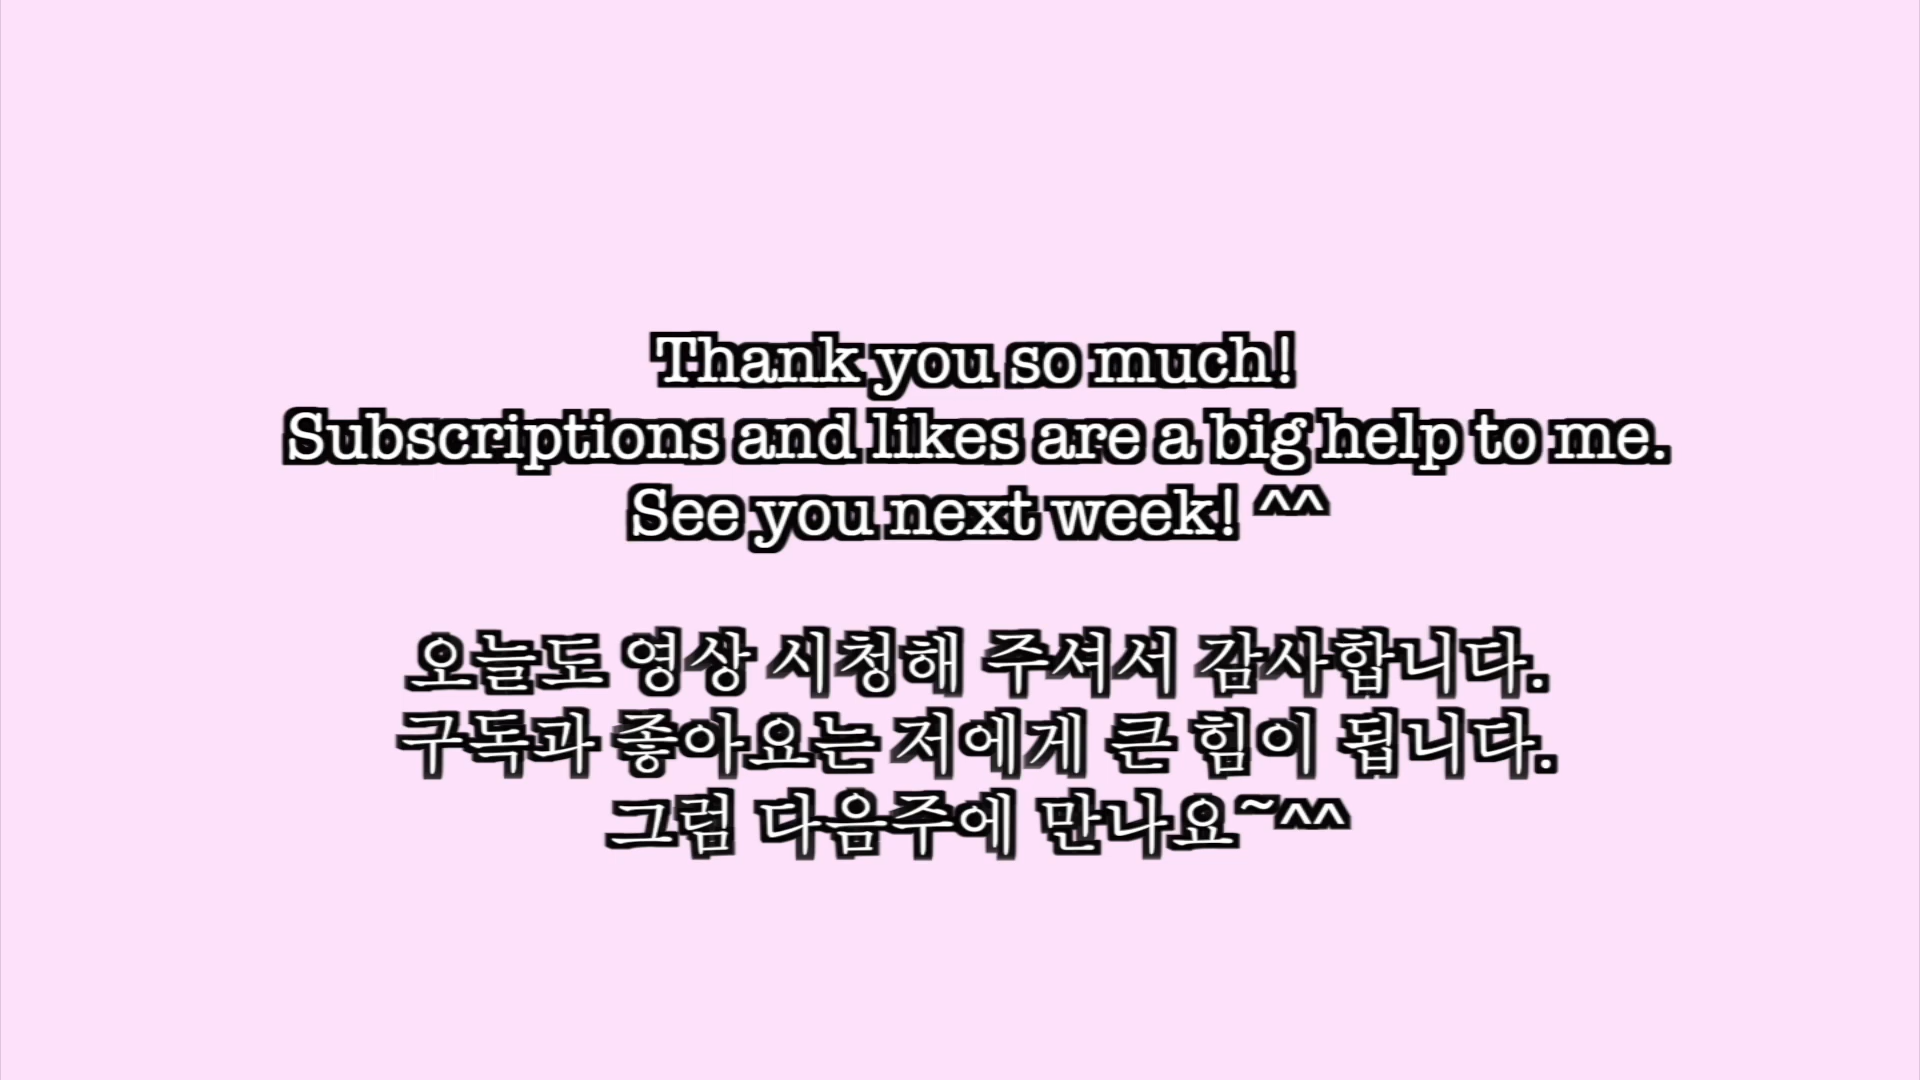 Thank you so much!
Subscriptions and likes are a big help to me.
See you next week! ^^
오늘도 영상 시청해 주셔서 감사합니다.
구독과 좋아요는 저에게 큰 힘이 됩니다.
그럼 다음주에 만나요~^^